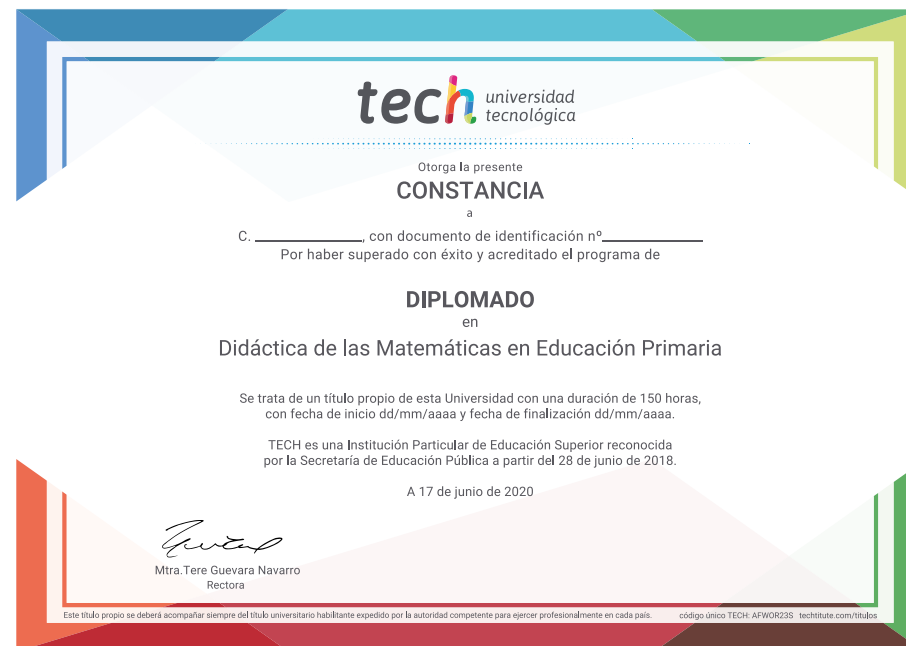 tech universidad
tecnológica
Otorga la presente
CONSTANCIA
a
C. ____________, con documento de identificación nº____________
Por haber superado con éxito y acreditado el programa de
DIPLOMADO
en
Didáctica de las Matemáticas en Educación Primaria
Se trata de un título propio de esta Universidad con una duración de 150 horas,
con fecha de inicio dd/mm/aaaa y fecha de finalización dd/mm/aaaa.
TECH es una Institución Particular de Educación Superior reconocida
por la Secretaría de Educación Pública a partir del 28 de junio de 2018.
A 17 de junio de 2020
Mtra.Tere Guevara Navarro
Rectora
Este título propio se deberá acompañar siempre del título universitario habilitante expedido por la autoridad competente para ejercer profesionalmente en cada país. código único TECH: AFWOR23S techtitute.com/títulos